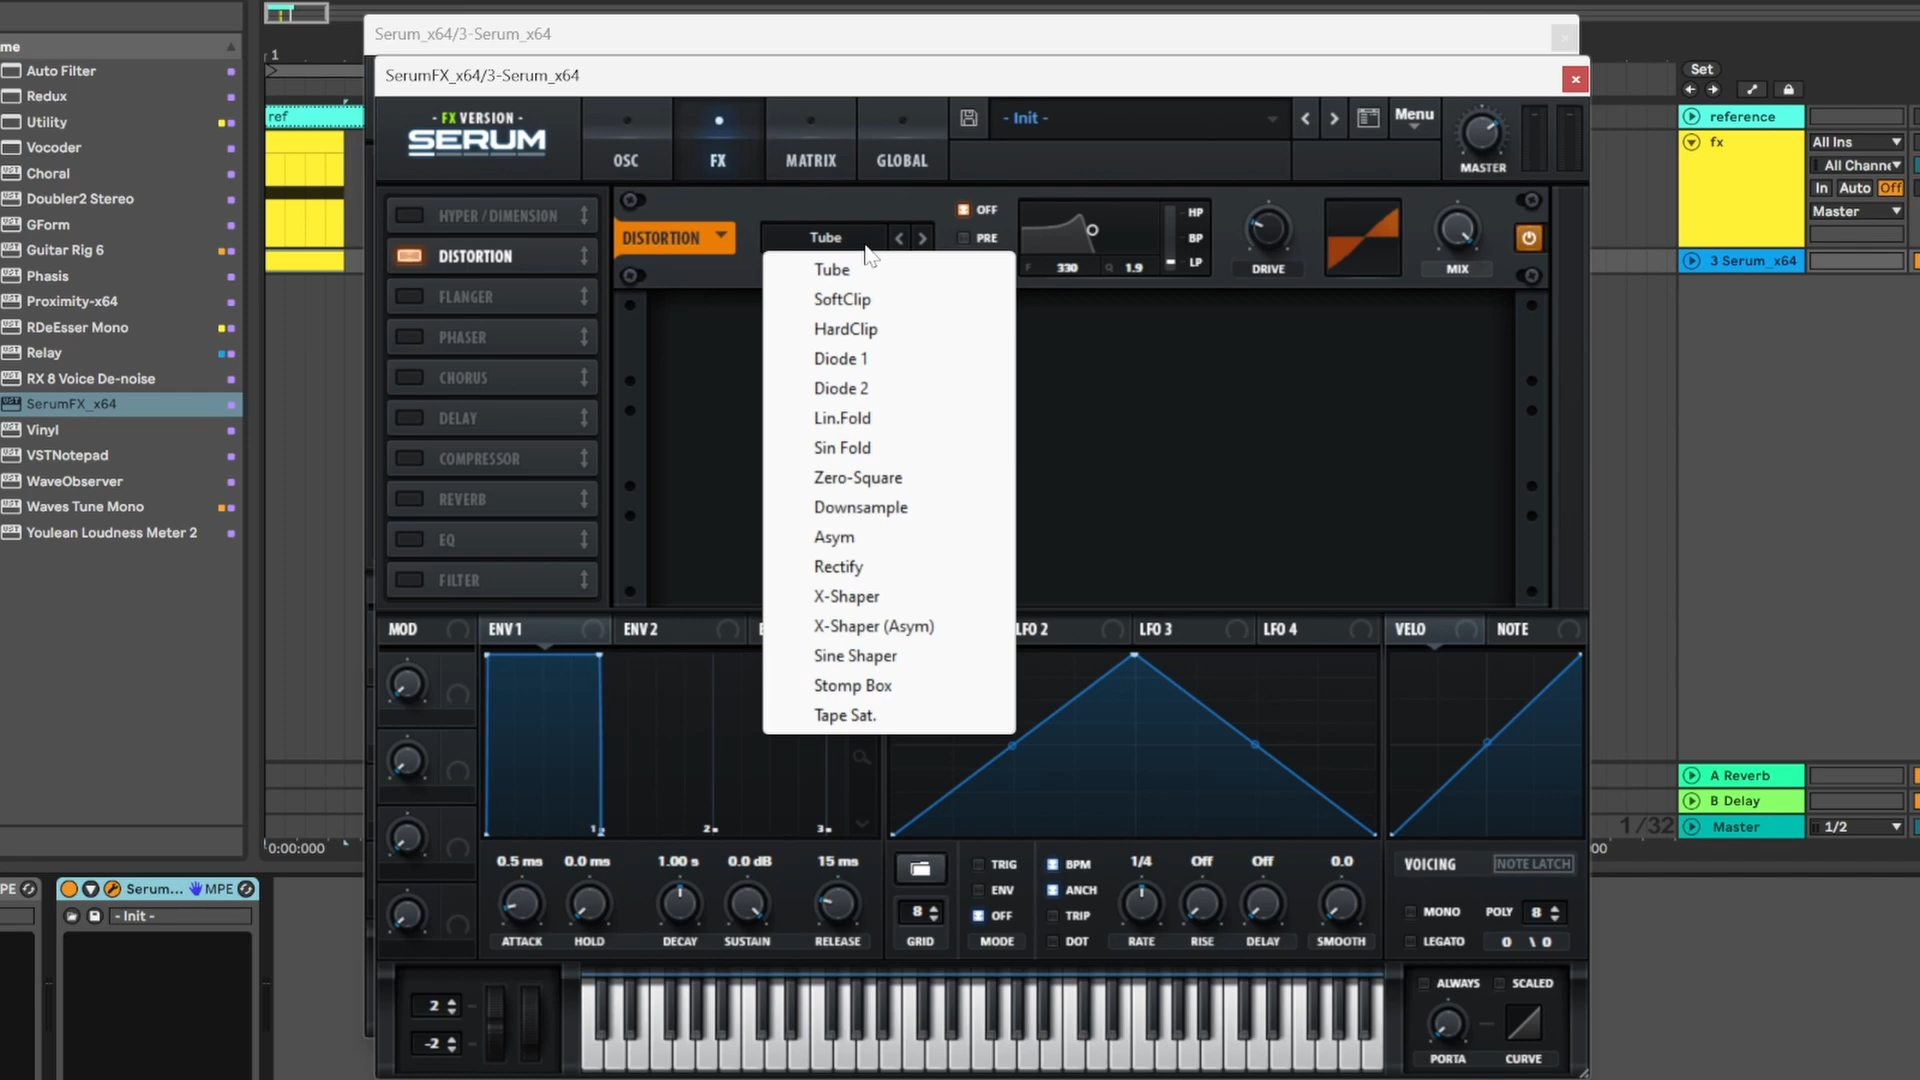 me
Auto Filter
Redux
Utility
Vocoder
Choral
Doubler2 Stereo
GForm
Guitar Rig 6
Phasis
Proximity-x64
RDeEsser Mono
Relay
RX 8 Voice De-noise
SerumFX_x64
Vinyl
VSTNotepad
WaveObserver
Waves Tune Mono
Youlean Loudness Meter 2
1
ref
0:00:000
Serum_x64/3-Serum_x64
SerumFX_x64/3-Serum_x64
- FX VERSION -
SERUM
OSC
FX
MATRIX
GLOBAL
- Init -
Menu
MASTER
HYPER / DIMENSION
DISTORTION
FLANGER
PHASER
CHORUS
DELAY
COMPRESSOR
REVERB
EQ
FILTER
DISTORTION
Tube
OFF
PRE
F 330 Q 1.9
HP
BP
LP
DRIVE
MIX
Tube
SoftClip
HardClip
Diode 1
Diode 2
Lin.Fold
Sin Fold
Zero-Square
Downsample
Asym
Rectify
X-Shaper
X-Shaper (Asym)
Sine Shaper
Stomp Box
Tape Sat.
MOD
ENV 1
ENV 2
LFO 2
LFO 3
LFO 4
VELO
NOTE
0.5 ms 0.0 ms 1.00 s 0.0 dB 15 ms
ATTACK HOLD DECAY SUSTAIN RELEASE
8
GRID
TRIG
ENV
OFF
MODE
BPM
ANCH
TRIP
DOT
1/4 Off Off 0.0
RATE RISE DELAY SMOOTH
VOICING NOTE LATCH
MONO POLY 8
LEGATO 0 \ 0
2
-2
ALWAYS SCALED
PORTA CURVE
Set
reference
fx
All Ins
All Channe
In Auto Off
Master
3 Serum_x64
A Reverb
B Delay
1/32
Master
1/2
00
PE
Serum... MPE
- Init -